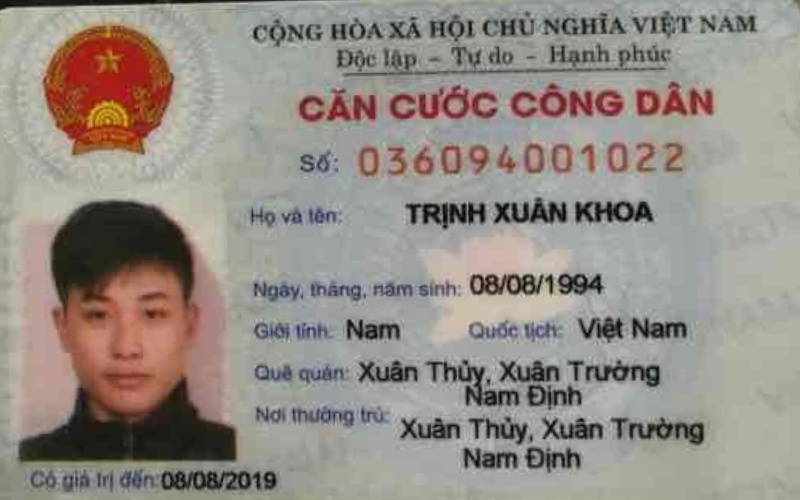 CỘNG HÒA XÃ HỘI CHỦ NGHĨA VIỆT NAM
Độc lập – Tự do – Hạnh phúc
CĂN CƯỚC CÔNG DÂN
Số: 036094001022
Họ và tên: TRỊNH XUÂN KHOA
Ngày, tháng, năm sinh: 08/08/1994
Giới tính: Nam Quốc tịch: Việt Nam
Quê quán: Xuân Thủy, Xuân Trường
Nam Định
Nơi thường trú: Xuân Thủy, Xuân Trường
Nam Định
Có giá trị đến: 08/08/2019